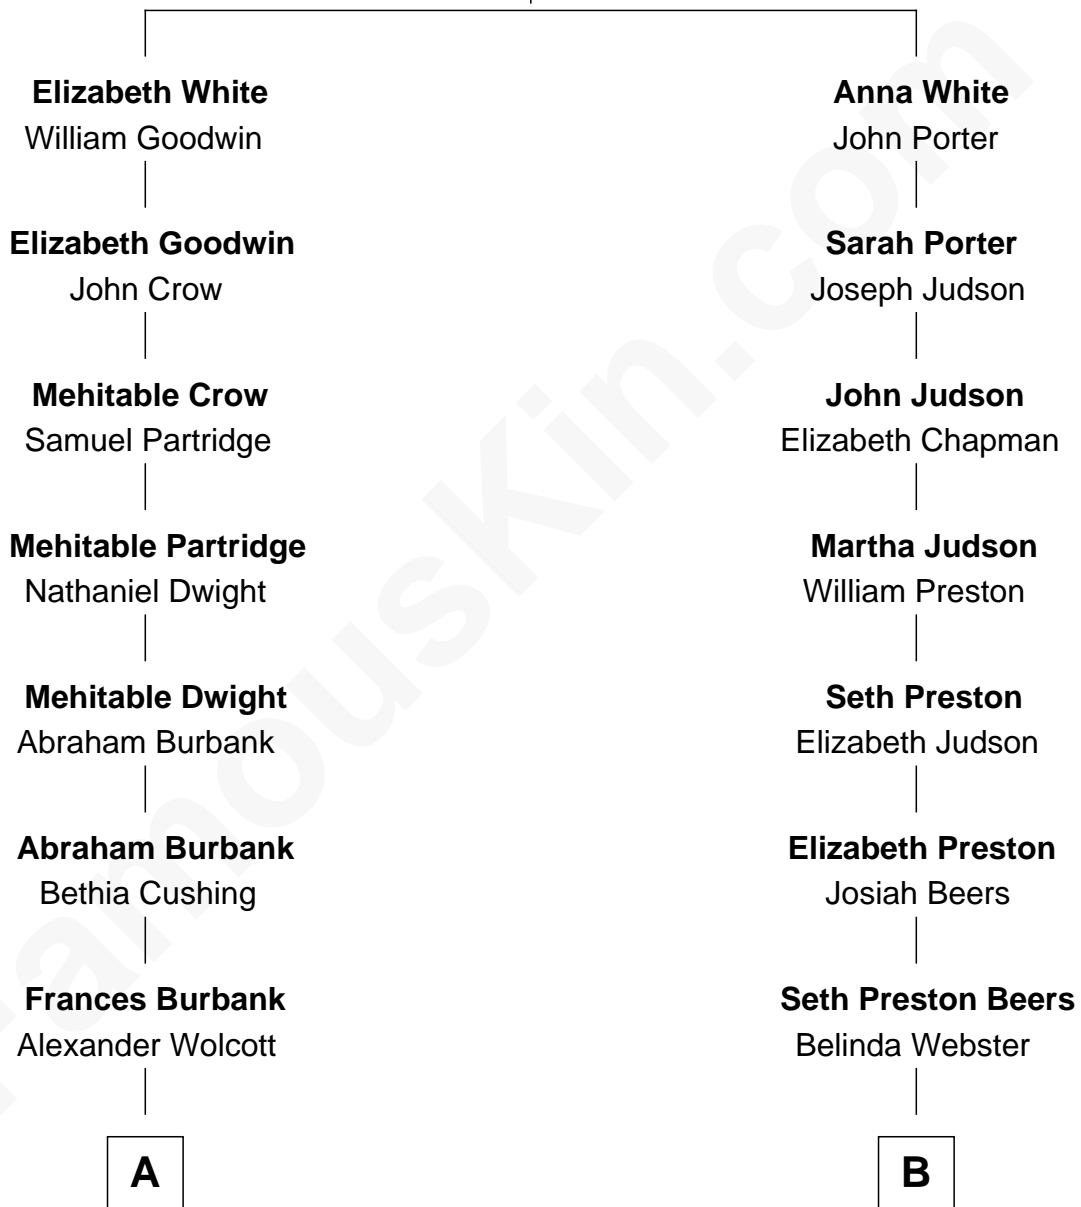 Elizabeth White
William Goodwin
Elizabeth Goodwin
John Crow
Mehitable Crow
Samuel Partridge
Mehitable Partridge
Nathaniel Dwight
Mehitable Dwight
Abraham Burbank
Abraham Burbank
Bethia Cushing
Frances Burbank
Alexander Wolcott
A
Anna White
John Porter
Sarah Porter
Joseph Judson
John Judson
Elizabeth Chapman
Martha Judson
William Preston
Seth Preston
Elizabeth Judson
Elizabeth Preston
Josiah Beers
Seth Preston Beers
Belinda Webster
B
FamousKin.com